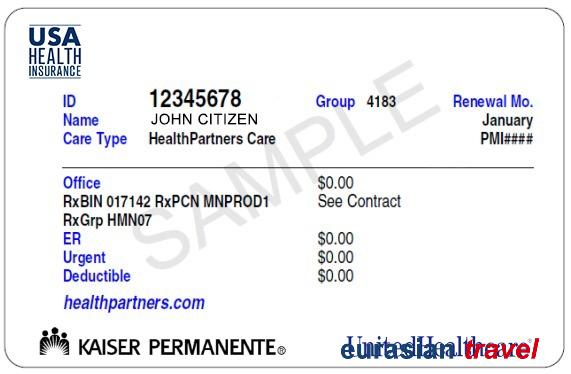 USA
HEALTH
INSURANCE
ID 12345678 Group 4183 Renewal Mo.
Name JOHN CITIZEN January
Care Type HealthPartners Care PMI####
SAMPLE
Office $0.00
RxBIN 017142 RxPCN MNPROD1 See Contract
RxGrp HMN07
ER $0.00
Urgent $0.00
Deductible $0.00
healthpartners.com
KAISER PERMANENTE®
UnitedHealthcare®
eurasian travel